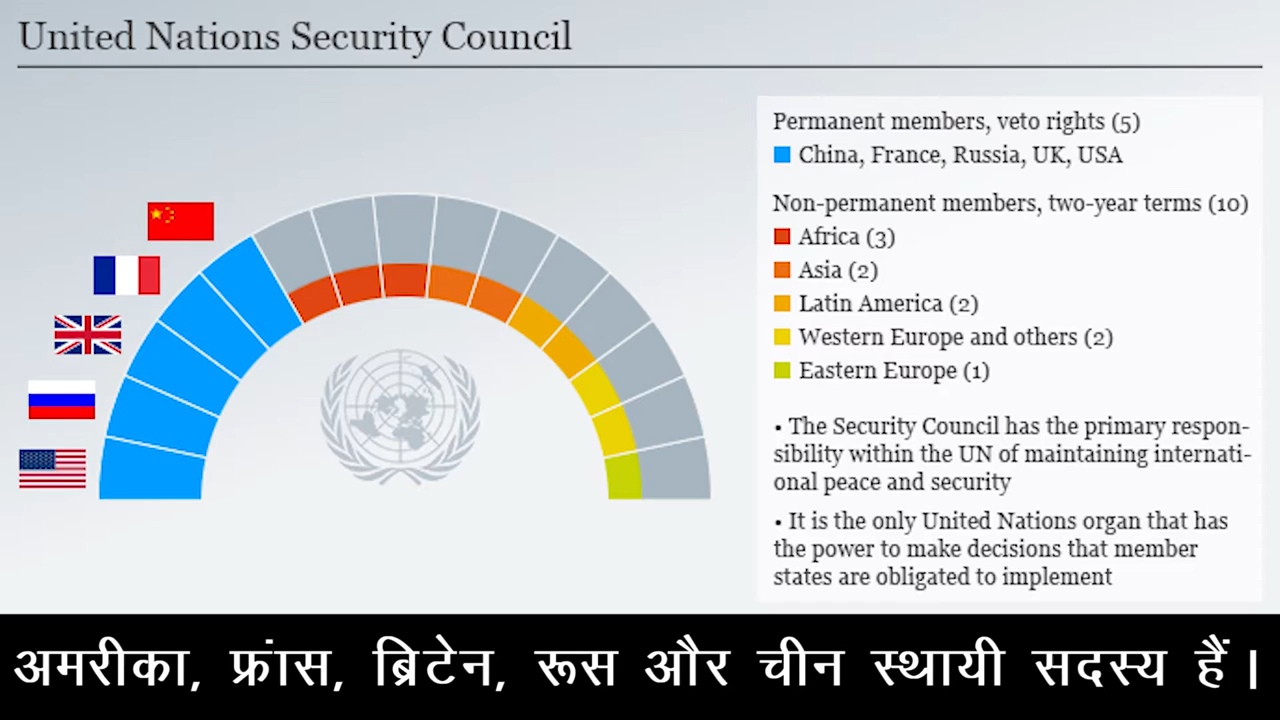 United Nations Security Council
Permanent members, veto rights (5)
China, France, Russia, UK, USA
Non-permanent members, two-year terms (10)
Africa (3)
Asia (2)
Latin America (2)
Western Europe and others (2)
Eastern Europe (1)
• The Security Council has the primary respon-
sibility within the UN of maintaining internati-
onal peace and security
• It is the only United Nations organ that has
the power to make decisions that member
states are obligated to implement
अमरीका, फ्रांस, ब्रिटेन, रूस और चीन स्थायी सदस्य हैं।